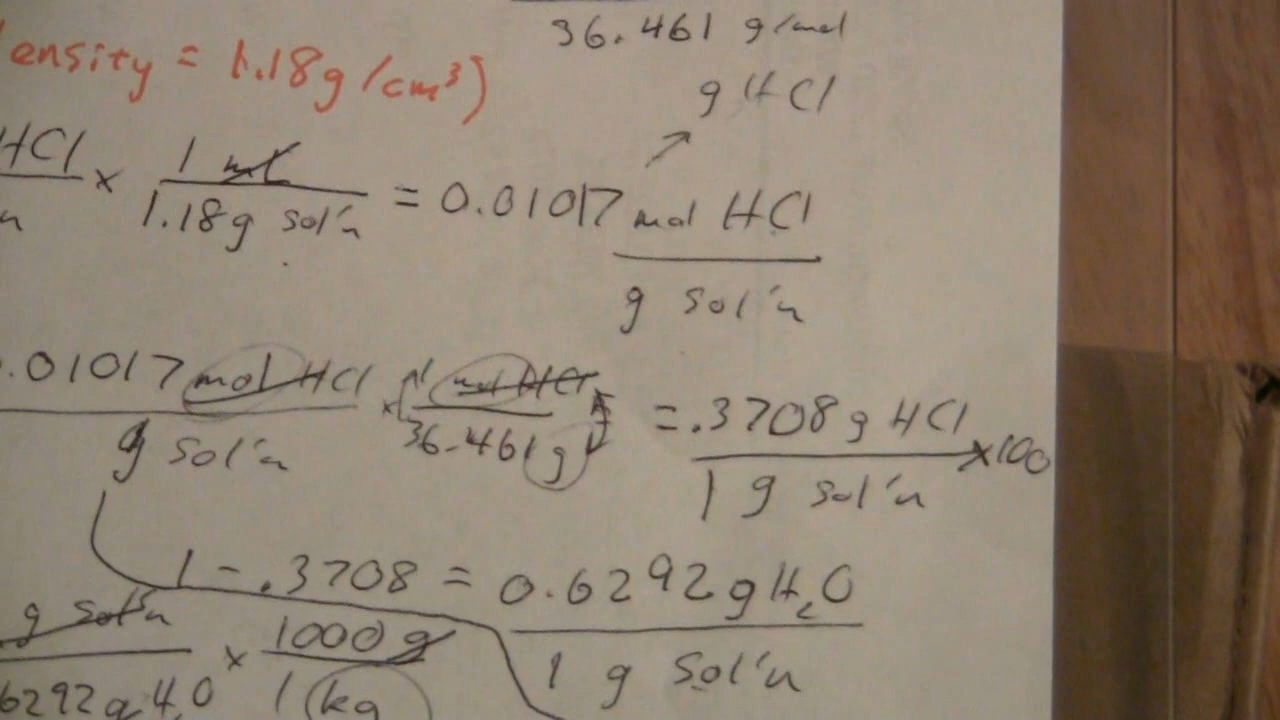 36.461 g/mol
ensity = 1.18g/cm³)
g HCl
HCl × 1 mL = 0.01017 mol HCl
1.18g sol'n
g sol'n
.01017 mol HCl × 1 mol HCl = .3708 g HCl ×100
g sol'n 36.461 g 1 g sol'n
1 - .3708 = 0.6292 g H₂O
1 g sol'n
g sol'n × 1000 g
6292 g H₂O 1 kg